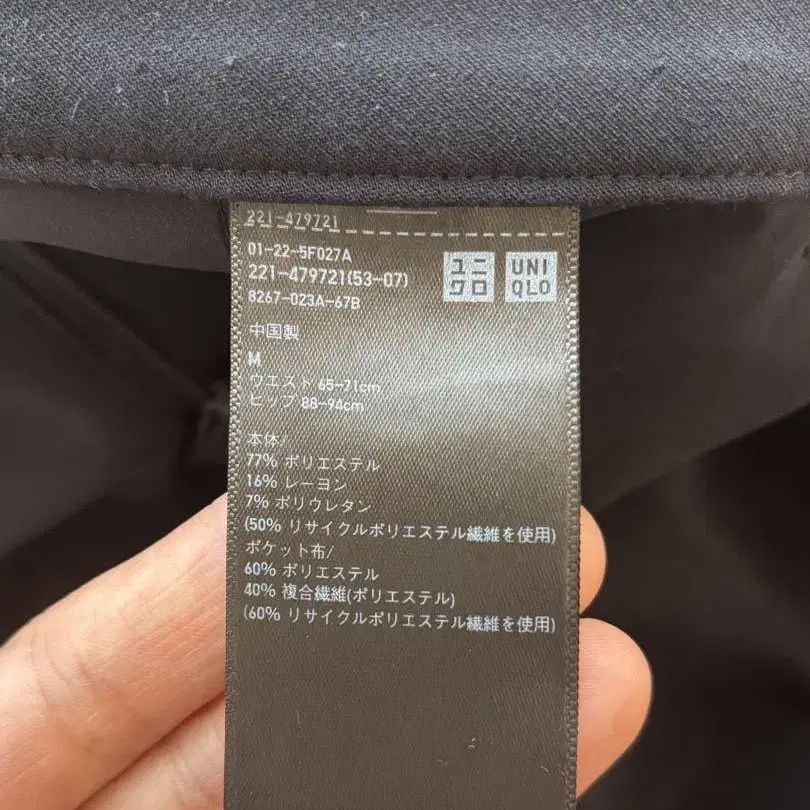 221-479721
01-22-5F027A
221-479721(53-07)
8267-023A-67B
ユニクロ
UNIQLO
中国製
M
ウエスト 65-71cm
ヒップ 88-94cm
本体/
77% ポリエステル
16% レーヨン
7% ポリウレタン
(50% リサイクルポリエステル繊維を使用)
ポケット布/
60% ポリエステル
40% 複合繊維(ポリエステル)
(60% リサイクルポリエステル繊維を使用)